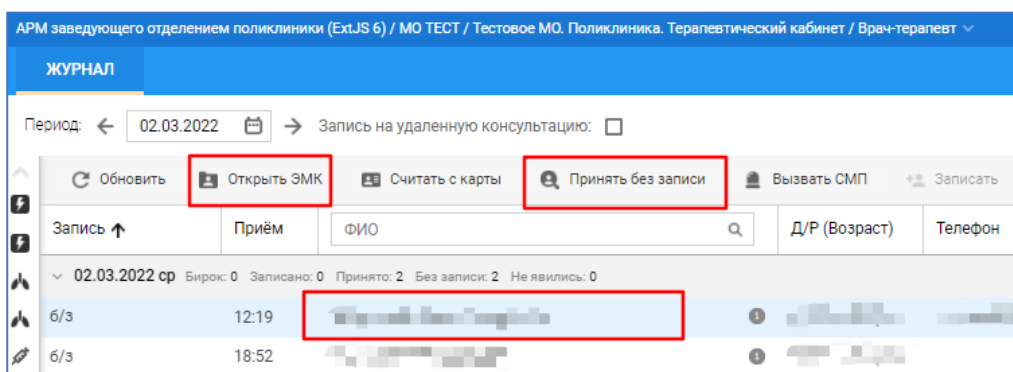 АРМ заведующего отделением поликлиники (ExtJS 6) / МО ТЕСТ / Тестовое МО. Поликлиника. Терапевтический кабинет / Врач-терапевт
ЖУРНАЛ
Период: 02.03.2022 Запись на удаленную консультацию:
Обновить Открыть ЭМК Считать с карты Принять без записи Вызвать СМП Записать
Запись Приём ФИО Д/Р (Возраст) Телефон
02.03.2022 ср Бирок: 0 Записано: 0 Принято: 2 Без записи: 2 Не явились: 0
б/з 12:19 1
б/з 18:52 1